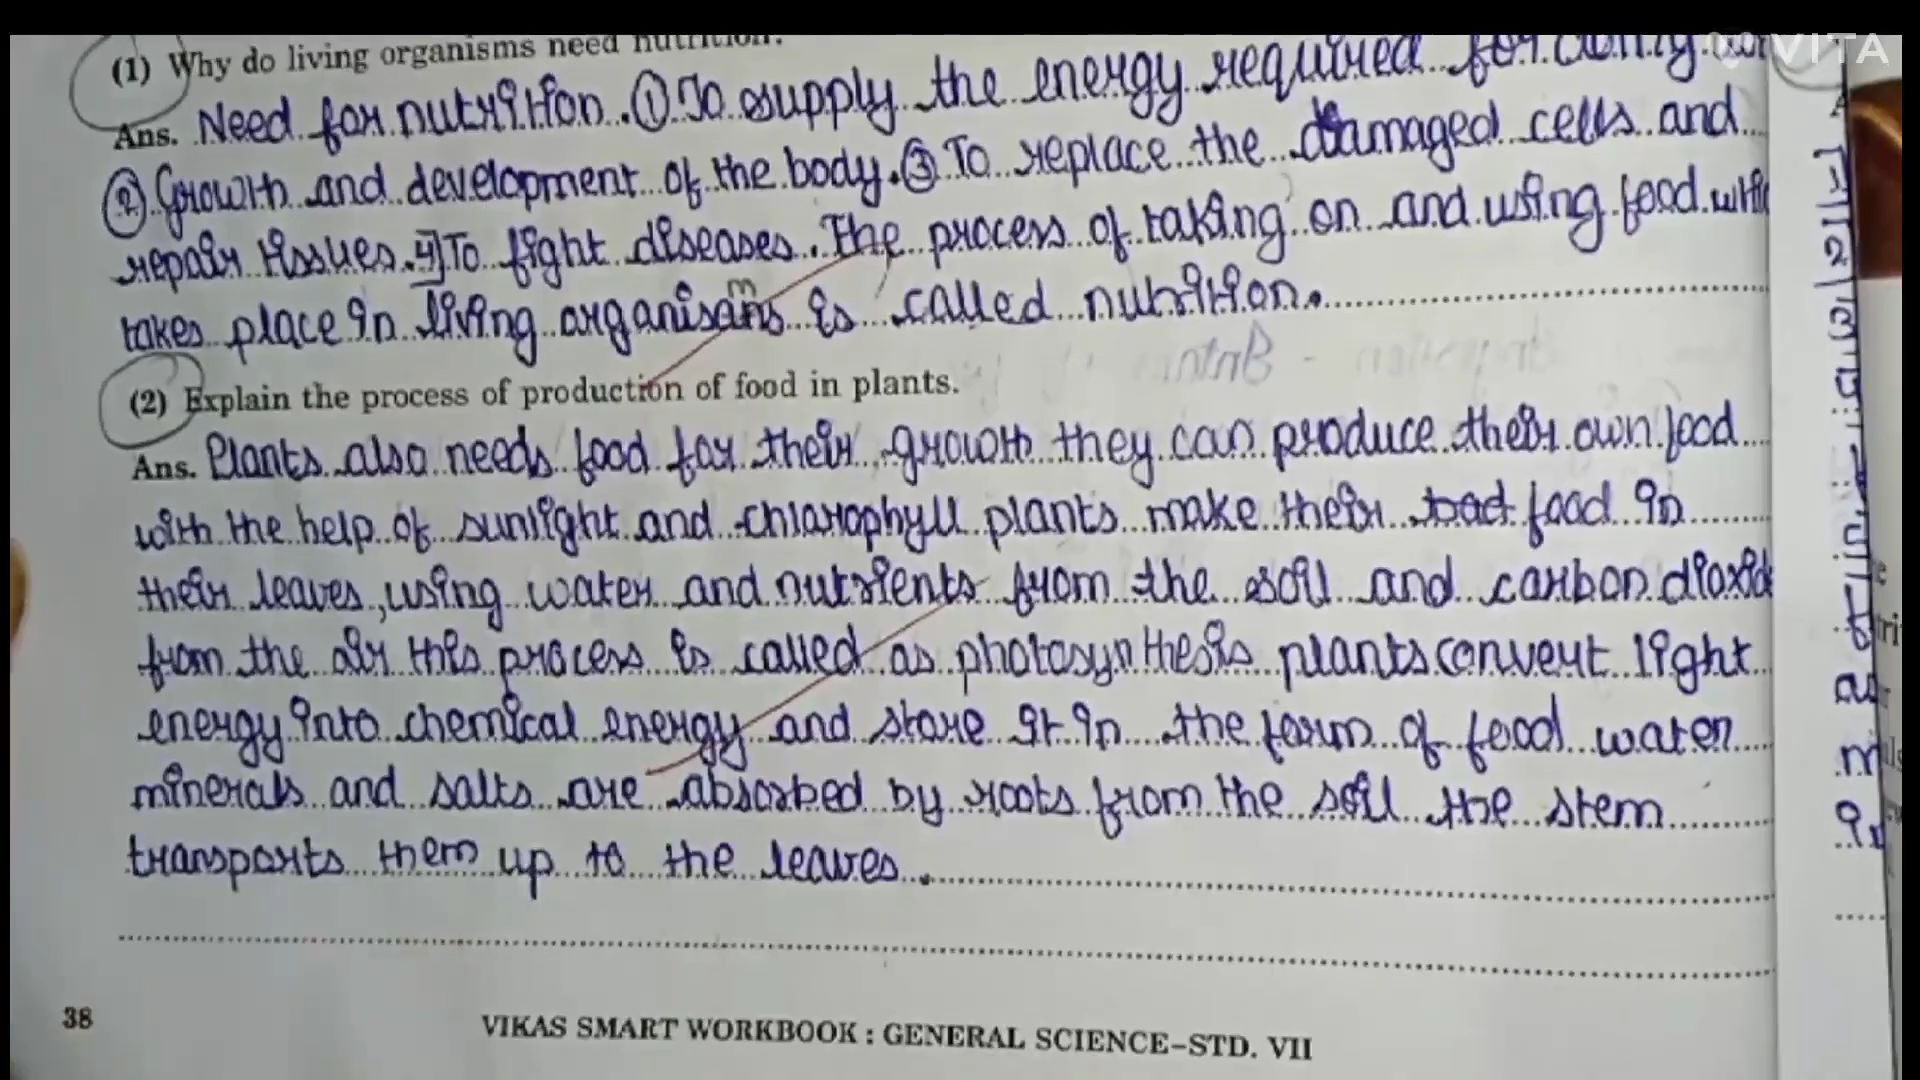 (1) Why do living organisms need nutrition.
VITA
Ans. Need for nutrition. ① To supply the energy required for doing
② Growth and development of the body. ③ To replace the damaged cells and
repair tissues. 4] To fight diseases. The process of taking on and using food
takes place in living organisms is called nutrition.
(2) Explain the process of production of food in plants.
Ans. Plants also needs food for their growth they can produce their own food
with the help of sunlight and chlorophyll plants make their food in
their leaves, using water and nutrients from the soil and carbon dioxid
from the air this process is called as photosynthesis plants convert light
energy into chemical energy and store it in the form of food water
minerals and salts are absorbed by roots from the soil the stem
transports them up to the leaves.
38
VIKAS SMART WORKBOOK : GENERAL SCIENCE–STD. VII